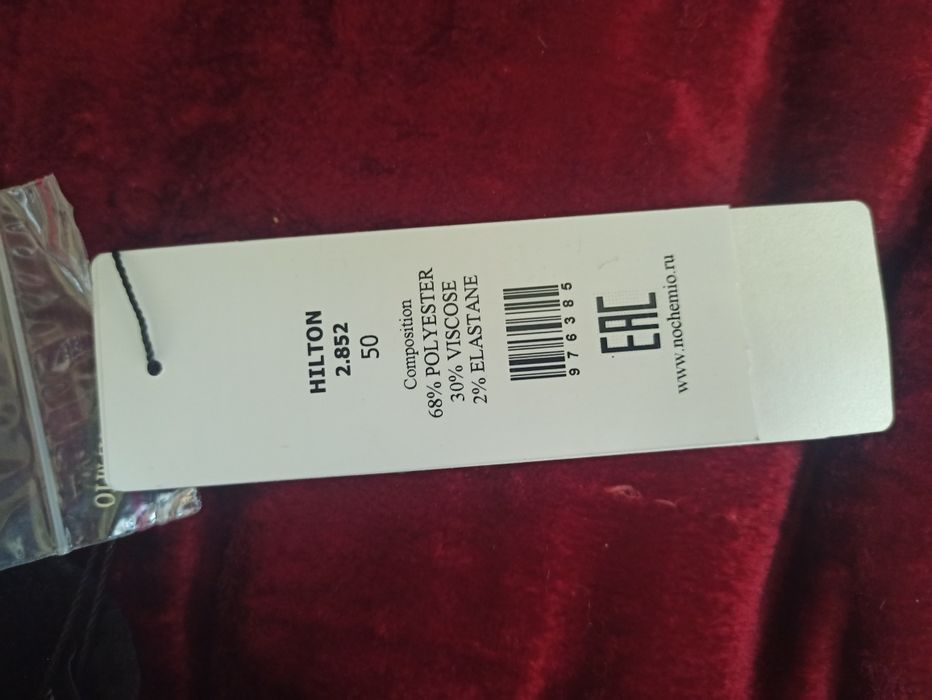 HILTON
2.852
50
Composition
68% POLYESTER
30% VISCOSE
2% ELASTANE
9 7 6 3 8 5
EAC
www.nochemio.ru